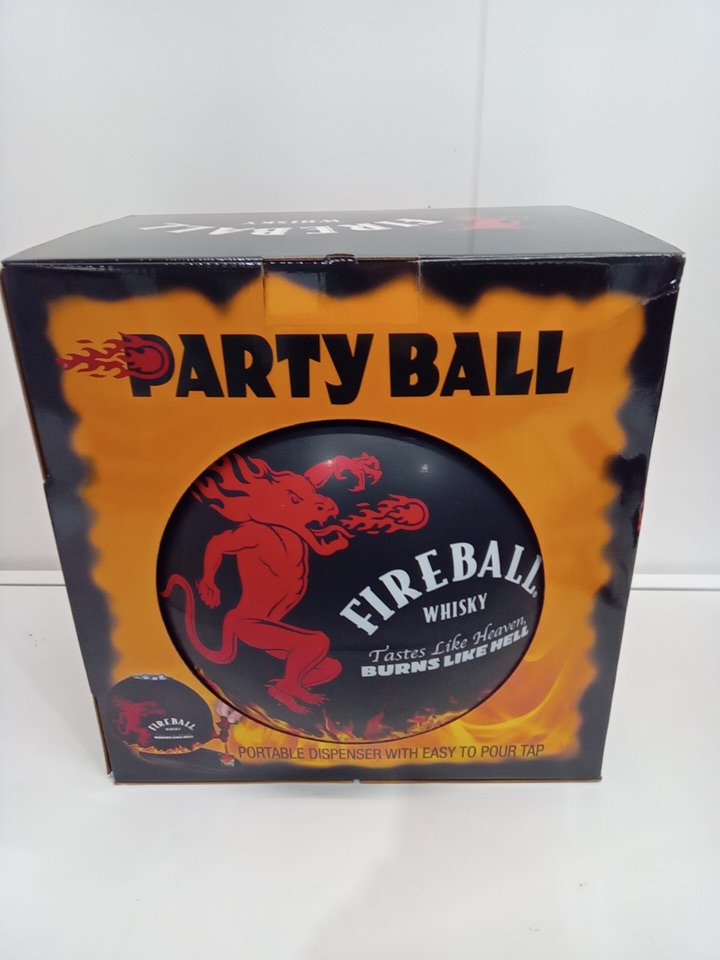 FIREBALL
WHISKY
PARTY BALL
FIREBALL
WHISKY
Tastes Like Heaven,
BURNS LIKE HELL
FIREBALL
PORTABLE DISPENSER WITH EASY TO POUR TAP